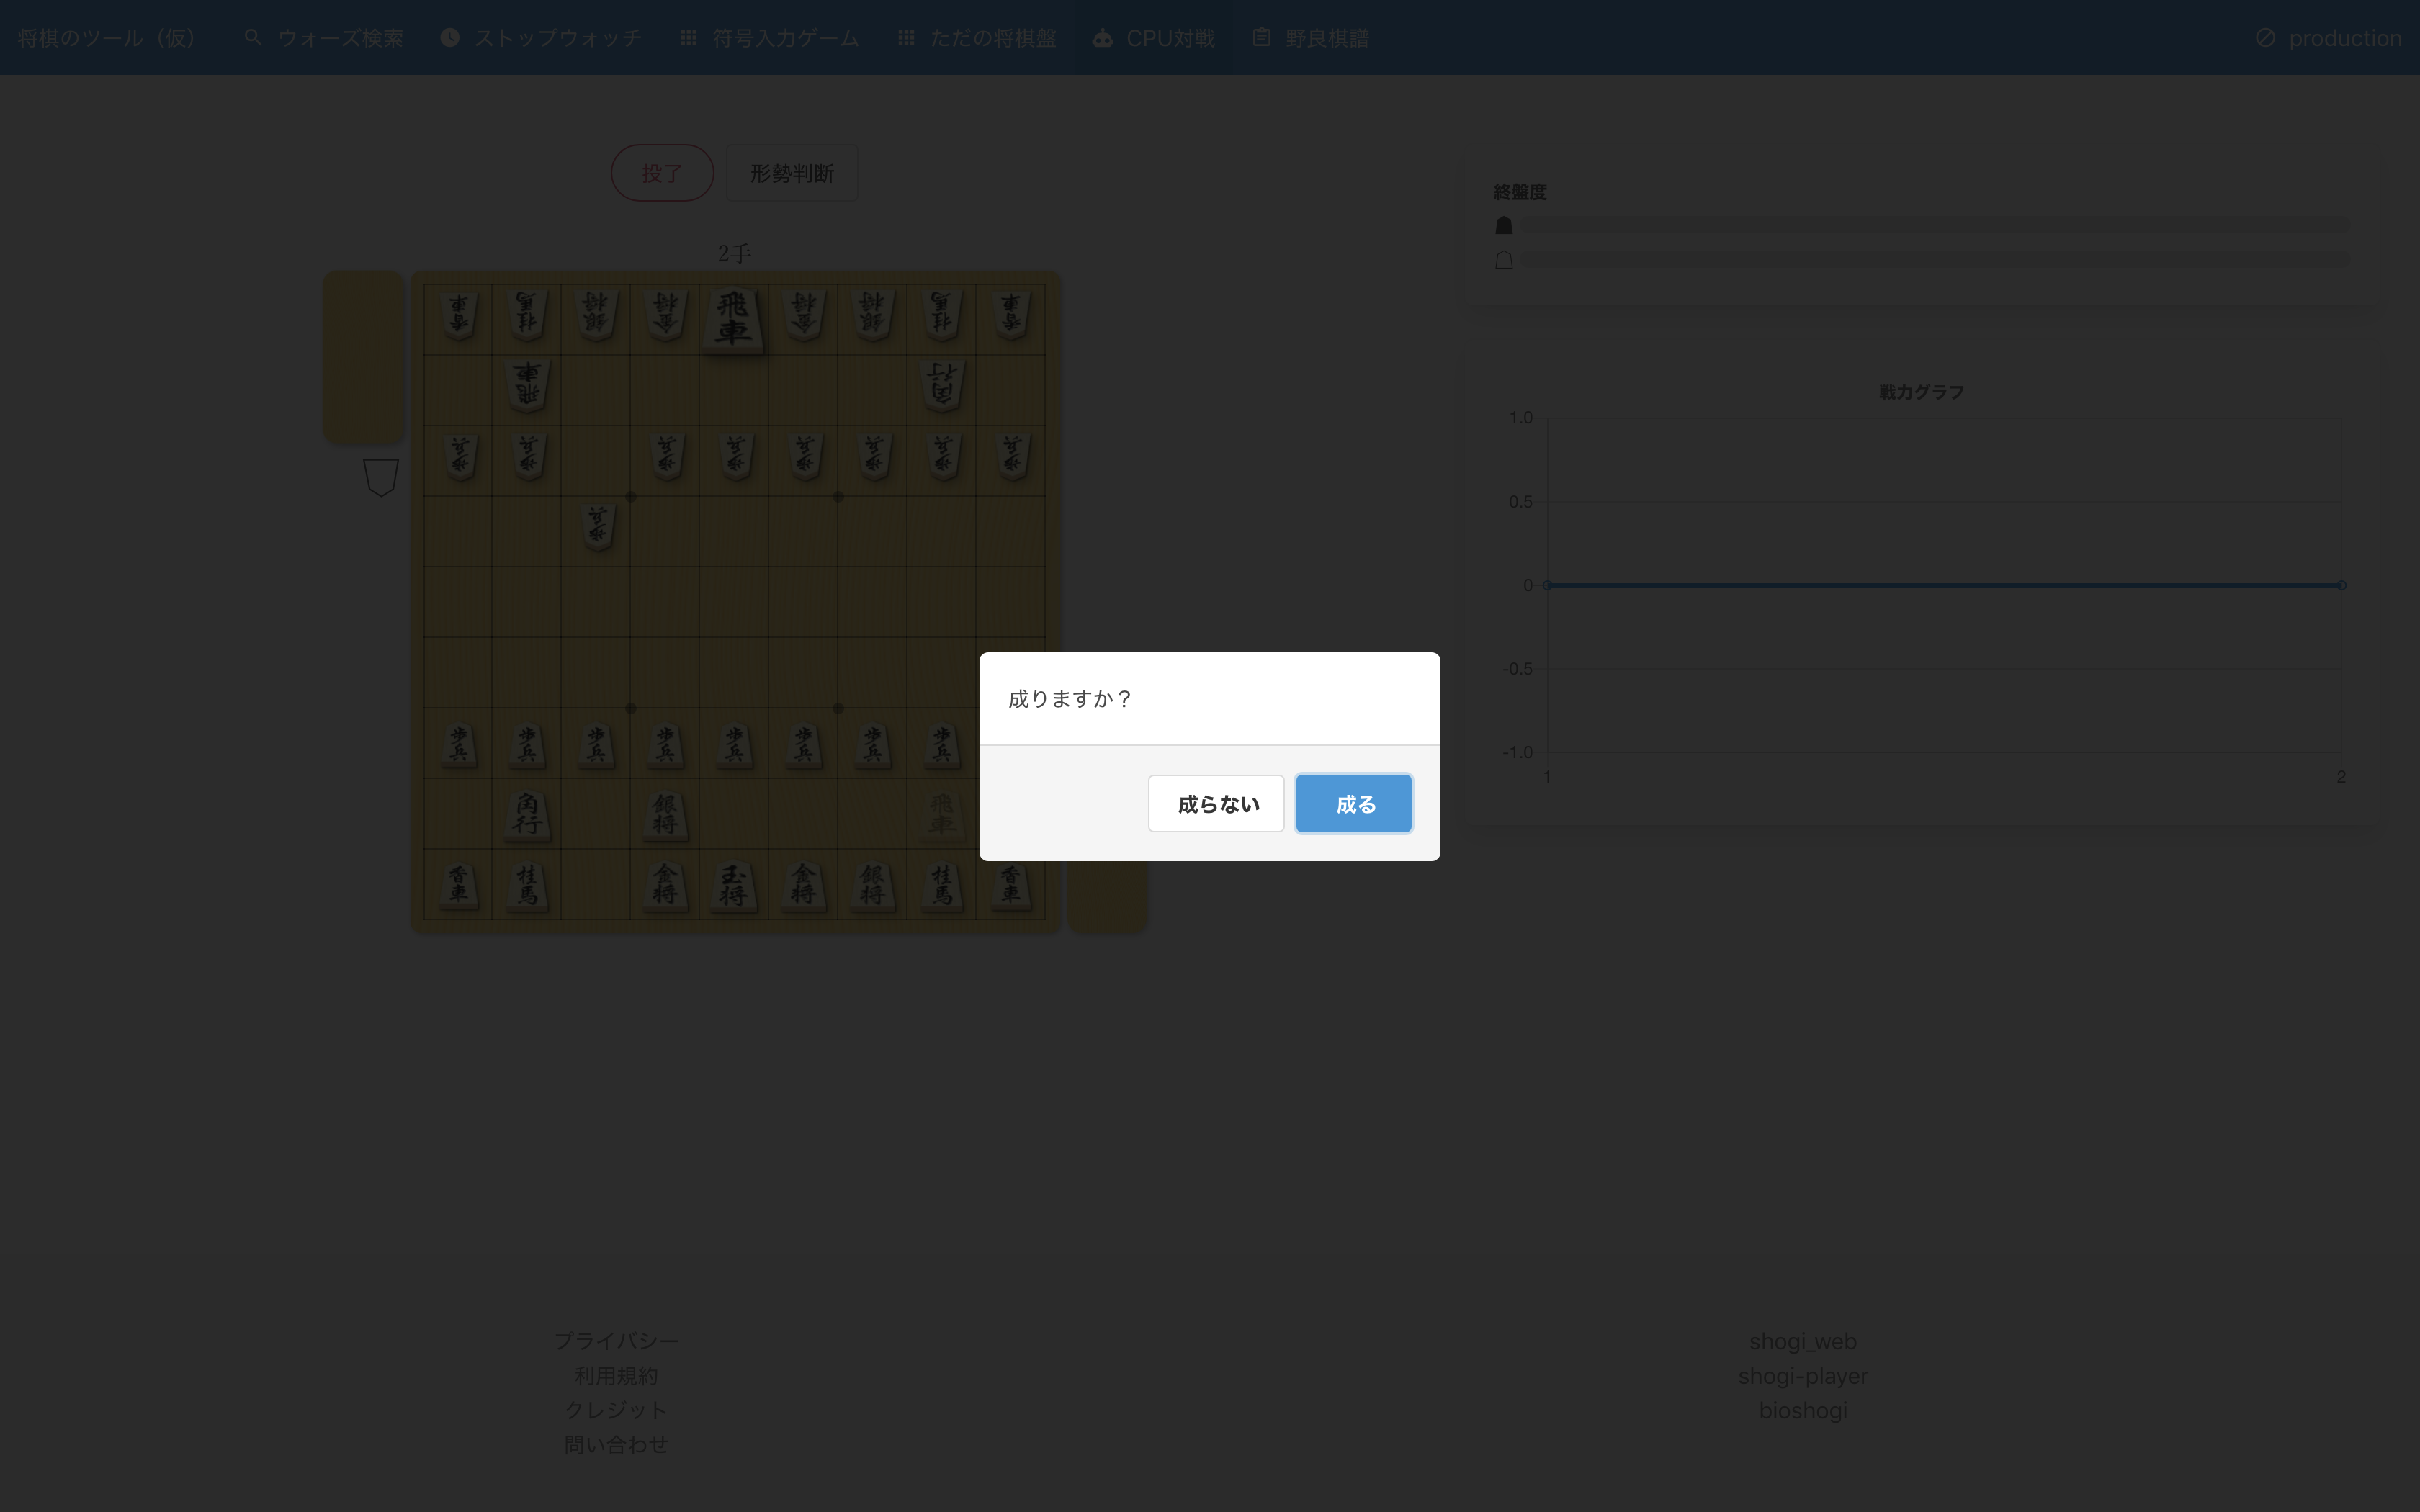 将棋のツール（仮） ウォーズ検索 ストップウォッチ 符号入力ゲーム ただの将棋盤 CPU対戦 野良棋譜 production
投了 形勢判断
2手
香車 桂馬 銀将 金将 飛車 金将 銀将 桂馬 香車
飛車 角行
歩兵 歩兵 歩兵 歩兵 歩兵 歩兵 歩兵 歩兵
歩兵
歩兵 歩兵 歩兵 歩兵 歩兵 歩兵 歩兵 歩兵
角行 銀将 飛車
香車 桂馬 金将 玉将 金将 銀将 桂馬 香車
成りますか？
成らない 成る
終盤度
戦力グラフ
1.0
0.5
0
-0.5
-1.0
1 2
プライバシー
利用規約
クレジット
問い合わせ
shogi_web
shogi-player
bioshogi